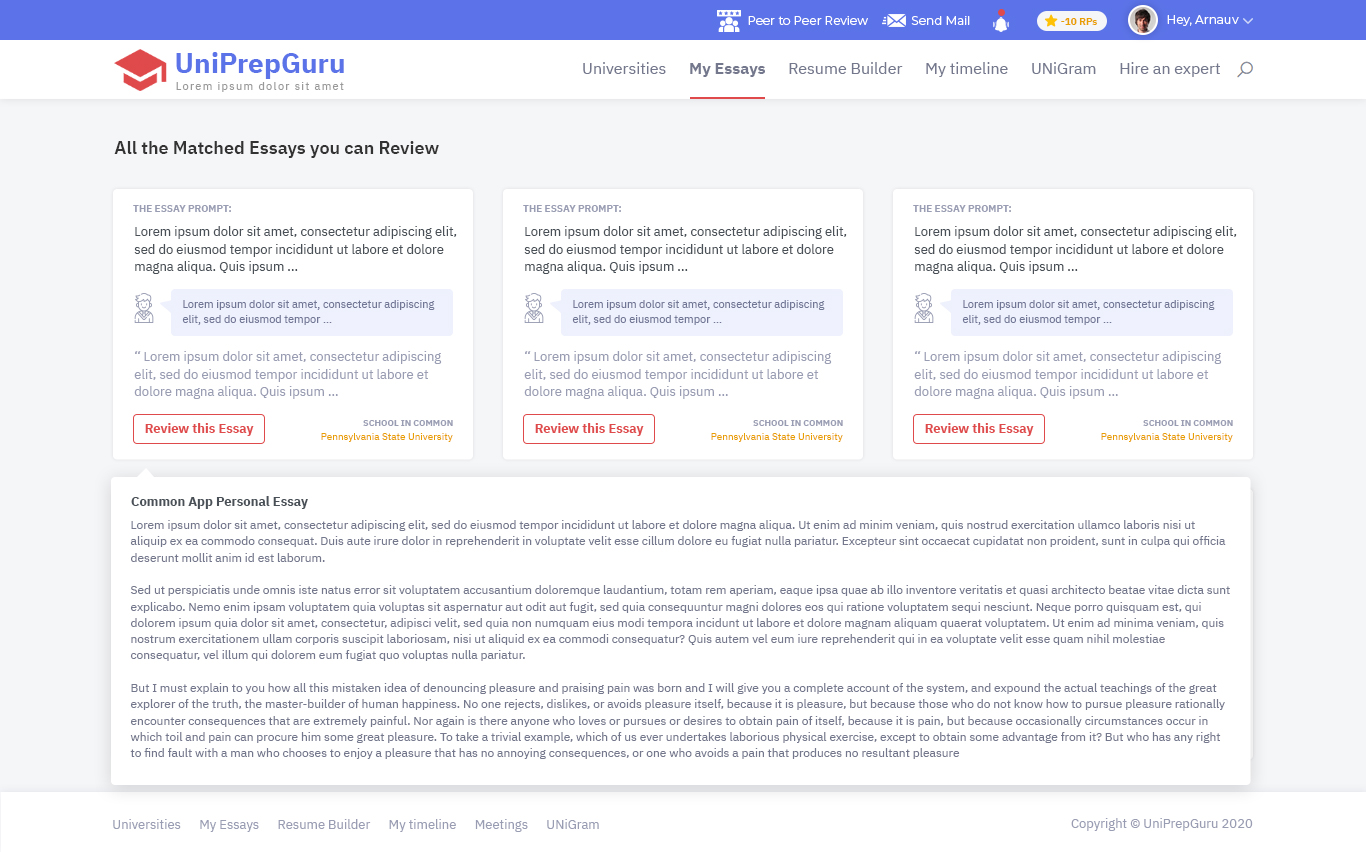 Peer to Peer Review
Send Mail
-10 RPs
Hey, Arnauv
UniPrepGuru
Lorem ipsum dolor sit amet
Universities
My Essays
Resume Builder
My timeline
UNiGram
Hire an expert
All the Matched Essays you can Review
THE ESSAY PROMPT:
Lorem ipsum dolor sit amet, consectetur adipiscing elit,
sed do eiusmod tempor incididunt ut labore et dolore
magna aliqua. Quis ipsum ...
Lorem ipsum dolor sit amet, consectetur adipiscing
elit, sed do eiusmod tempor ...
“ Lorem ipsum dolor sit amet, consectetur adipiscing
elit, sed do eiusmod tempor incididunt ut labore et
dolore magna aliqua. Quis ipsum ...
Review this Essay
SCHOOL IN COMMON
Pennsylvania State University
THE ESSAY PROMPT:
Lorem ipsum dolor sit amet, consectetur adipiscing elit,
sed do eiusmod tempor incididunt ut labore et dolore
magna aliqua. Quis ipsum ...
Lorem ipsum dolor sit amet, consectetur adipiscing
elit, sed do eiusmod tempor ...
“ Lorem ipsum dolor sit amet, consectetur adipiscing
elit, sed do eiusmod tempor incididunt ut labore et
dolore magna aliqua. Quis ipsum ...
Review this Essay
SCHOOL IN COMMON
Pennsylvania State University
THE ESSAY PROMPT:
Lorem ipsum dolor sit amet, consectetur adipiscing elit,
sed do eiusmod tempor incididunt ut labore et dolore
magna aliqua. Quis ipsum ...
Lorem ipsum dolor sit amet, consectetur adipiscing
elit, sed do eiusmod tempor ...
“ Lorem ipsum dolor sit amet, consectetur adipiscing
elit, sed do eiusmod tempor incididunt ut labore et
dolore magna aliqua. Quis ipsum ...
Review this Essay
SCHOOL IN COMMON
Pennsylvania State University
Common App Personal Essay
Lorem ipsum dolor sit amet, consectetur adipiscing elit, sed do eiusmod tempor incididunt ut labore et dolore magna aliqua. Ut enim ad minim veniam, quis nostrud exercitation ullamco laboris nisi ut
aliquip ex ea commodo consequat. Duis aute irure dolor in reprehenderit in voluptate velit esse cillum dolore eu fugiat nulla pariatur. Excepteur sint occaecat cupidatat non proident, sunt in culpa qui officia
deserunt mollit anim id est laborum.
Sed ut perspiciatis unde omnis iste natus error sit voluptatem accusantium doloremque laudantium, totam rem aperiam, eaque ipsa quae ab illo inventore veritatis et quasi architecto beatae vitae dicta sunt
explicabo. Nemo enim ipsam voluptatem quia voluptas sit aspernatur aut odit aut fugit, sed quia consequuntur magni dolores eos qui ratione voluptatem sequi nesciunt. Neque porro quisquam est, qui
dolorem ipsum quia dolor sit amet, consectetur, adipisci velit, sed quia non numquam eius modi tempora incidunt ut labore et dolore magnam aliquam quaerat voluptatem. Ut enim ad minima veniam, quis
nostrum exercitationem ullam corporis suscipit laboriosam, nisi ut aliquid ex ea commodi consequatur? Quis autem vel eum iure reprehenderit qui in ea voluptate velit esse quam nihil molestiae
consequatur, vel illum qui dolorem eum fugiat quo voluptas nulla pariatur.
But I must explain to you how all this mistaken idea of denouncing pleasure and praising pain was born and I will give you a complete account of the system, and expound the actual teachings of the great
explorer of the truth, the master-builder of human happiness. No one rejects, dislikes, or avoids pleasure itself, because it is pleasure, but because those who do not know how to pursue pleasure rationally
encounter consequences that are extremely painful. Nor again is there anyone who loves or pursues or desires to obtain pain of itself, because it is pain, but because occasionally circumstances occur in
which toil and pain can procure him some great pleasure. To take a trivial example, which of us ever undertakes laborious physical exercise, except to obtain some advantage from it? But who has any right
to find fault with a man who chooses to enjoy a pleasure that has no annoying consequences, or one who avoids a pain that produces no resultant pleasure
Universities
My Essays
Resume Builder
My timeline
Meetings
UNiGram
Copyright © UniPrepGuru 2020